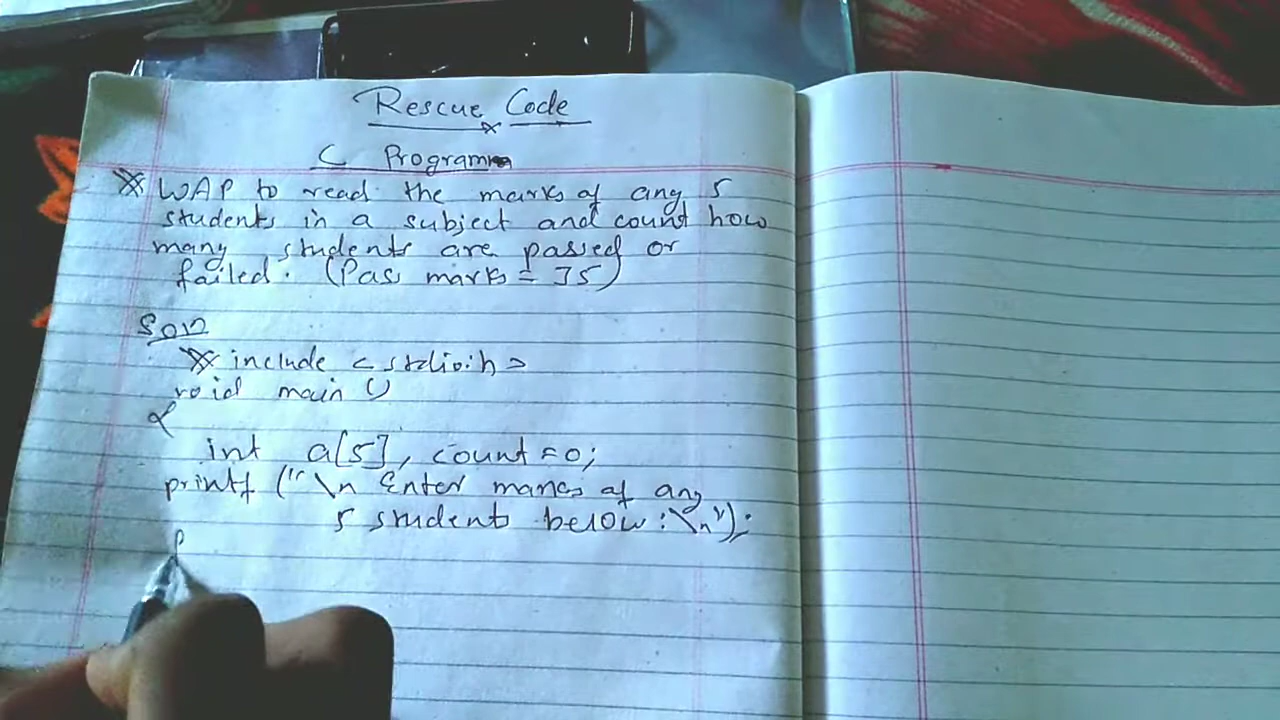 Rescue Code
C Program
※ WAP to read the marks of any 5
students in a subject and count how
many students are passed or
failed. (Pass marks = 35)
Soln
※ include <stdio.h>
void main ()
{
int a[5], count = 0;
printf ("\n Enter marks of any
5 student below :\n");